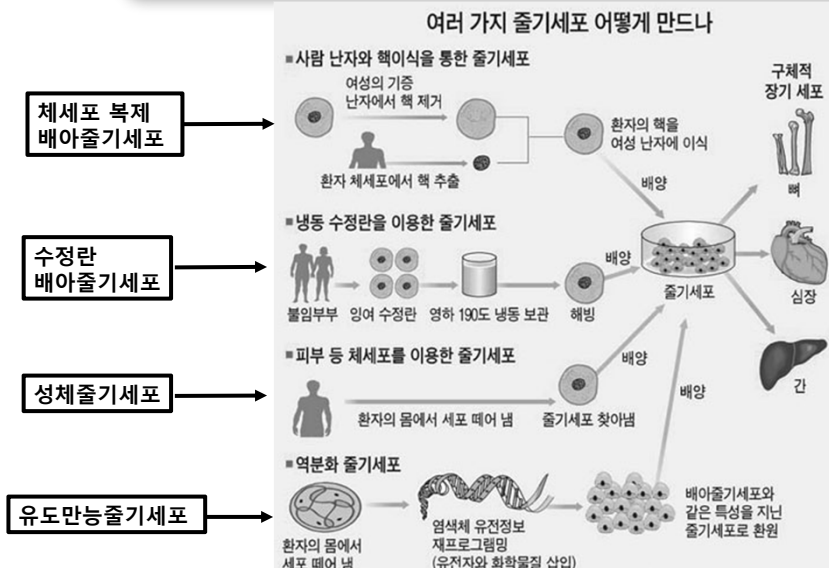 여러 가지 줄기세포 어떻게 만드나
체세포 복제
배아줄기세포
■사람 난자와 핵이식을 통한 줄기세포
여성의 기증
난자에서 핵 제거
환자 체세포에서 핵 추출
환자의 핵을
여성 난자에 이식
배양
구체적
장기 세포
뼈
심장
간
줄기세포
수정란
배아줄기세포
■냉동 수정란을 이용한 줄기세포
불임부부
잉여 수정란
영하 190도 냉동 보관
해빙
배양
성체줄기세포
■피부 등 체세포를 이용한 줄기세포
환자의 몸에서 세포 떼어 냄
줄기세포 찾아냄
배양
유도만능줄기세포
■역분화 줄기세포
환자의 몸에서
세포 떼어 냄
염색체 유전정보
재프로그래밍
(유전자와 화학물질 삽입)
배양
배아줄기세포와
같은 특성을 지닌
줄기세포로 환원